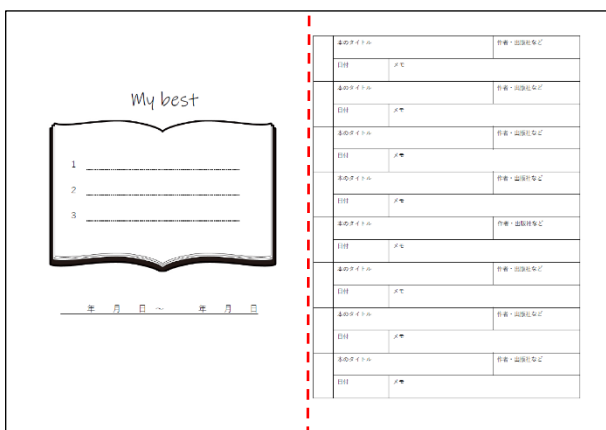 My best
1
2
3
年 月 日 ～ 年 月 日
本のタイトル 作者・出版社など
日付 メモ
本のタイトル 作者・出版社など
日付 メモ
本のタイトル 作者・出版社など
日付 メモ
本のタイトル 作者・出版社など
日付 メモ
本のタイトル 作者・出版社など
日付 メモ
本のタイトル 作者・出版社など
日付 メモ
本のタイトル 作者・出版社など
日付 メモ
本のタイトル 作者・出版社など
日付 メモ